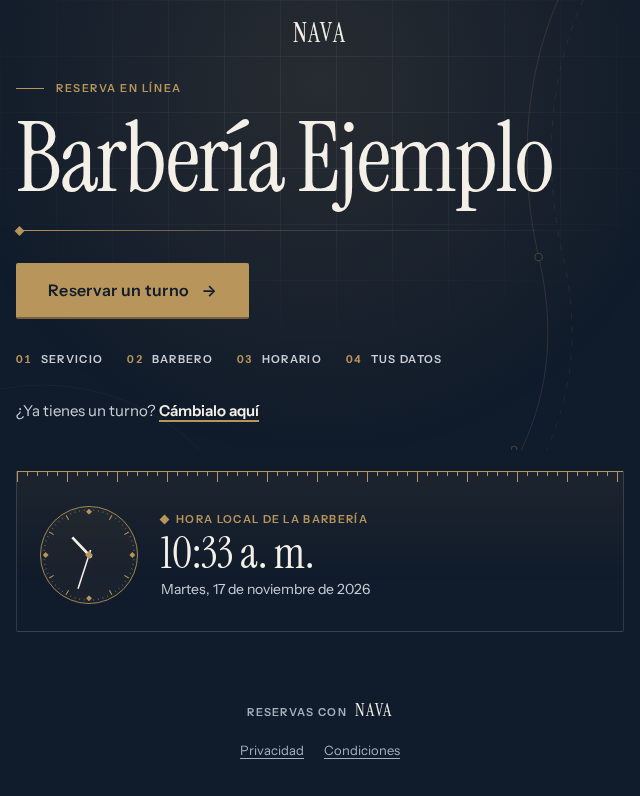 NAVA
RESERVA EN LÍNEA
Barbería Ejemplo
Reservar un turno →
01 SERVICIO 02 BARBERO 03 HORARIO 04 TUS DATOS
¿Ya tienes un turno? Cámbialo aquí
HORA LOCAL DE LA BARBERÍA
10:33 a. m.
Martes, 17 de noviembre de 2026
RESERVAS CON NAVA
Privacidad Condiciones